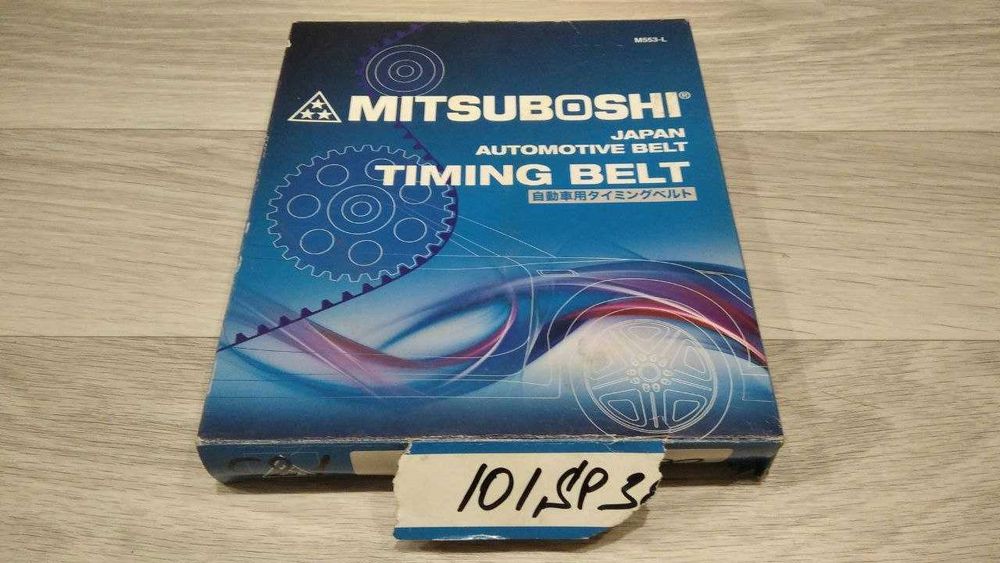 M553-L
MITSUBOSHI®
JAPAN
AUTOMOTIVE BELT
TIMING BELT
自動車用タイミングベルト